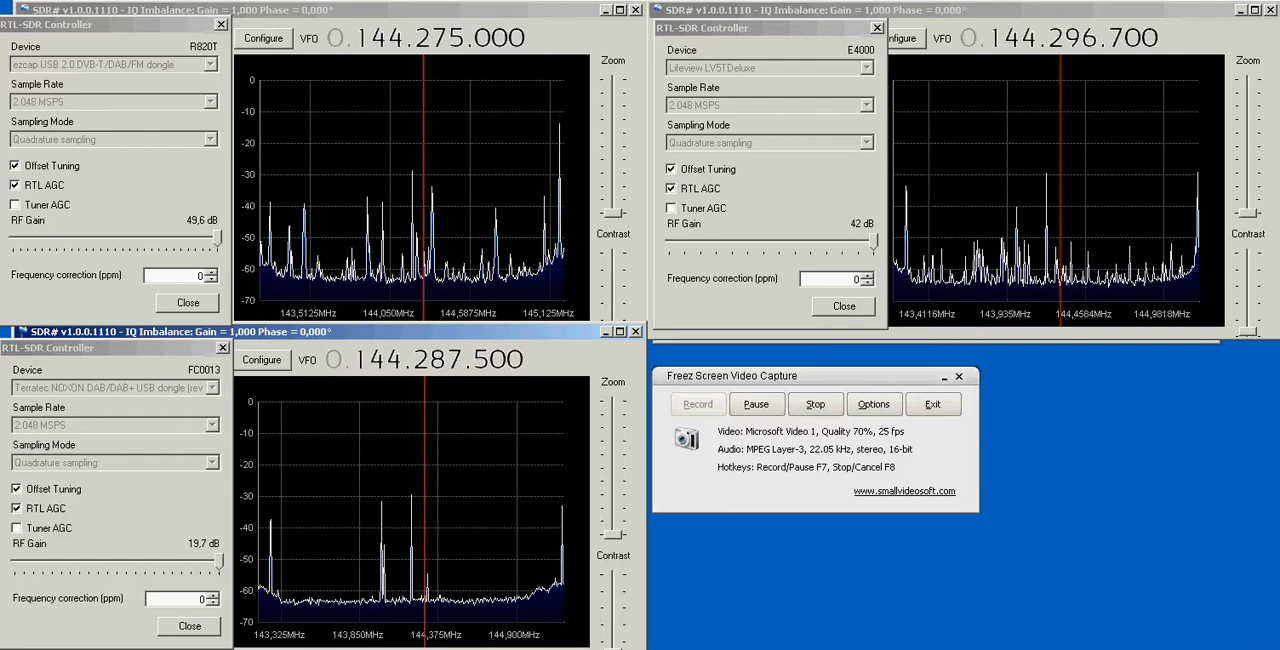 SDR# v1.0.0.1110 - IQ Imbalance: Gain = 1,000 Phase = 0,000°
RTL-SDR Controller
Device R820T
ezcap USB 2.0 DVB-T/DAB/FM dongle
Sample Rate
2.048 MSPS
Sampling Mode
Quadrature sampling
Offset Tuning
RTL AGC
Tuner AGC
RF Gain 49,6 dB
Frequency correction (ppm) 0
Close
Configure VFO 0.144.275.000
Zoom
Contrast
0
-10
-20
-30
-40
-50
-60
-70
143,5125MHz 144,050MHz 144,5875MHz 145,125MHz
SDR# v1.0.0.1110 - IQ Imbalance: Gain = 1,000 Phase = 0,000°
RTL-SDR Controller
Device E4000
Lifeview LV5TDeluxe
Sample Rate
2.048 MSPS
Sampling Mode
Quadrature sampling
Offset Tuning
RTL AGC
Tuner AGC
RF Gain 42 dB
Frequency correction (ppm) 0
Close
nfigure VFO 0.144.296.700
Zoom
Contrast
143,4116MHz 143,935MHz 144,4584MHz 144,9818MHz
SDR# v1.0.0.1110 - IQ Imbalance: Gain = 1,000 Phase = 0,000°
RTL-SDR Controller
Device FC0013
Terratec NOXON DAB/DAB+ USB dongle (rev
Sample Rate
2.048 MSPS
Sampling Mode
Quadrature sampling
Offset Tuning
RTL AGC
Tuner AGC
RF Gain 19,7 dB
Frequency correction (ppm) 0
Close
Configure VFO 0.144.287.500
Zoom
Contrast
0
-10
-20
-30
-40
-50
-60
-70
143,325MHz 143,850MHz 144,375MHz 144,900MHz
Freez Screen Video Capture
Record Pause Stop Options Exit
Video: Microsoft Video 1, Quality 70%, 25 fps
Audio: MPEG Layer-3, 22.05 kHz, stereo, 16-bit
Hotkeys: Record/Pause F7, Stop/Cancel F8
www.smallvideosoft.com